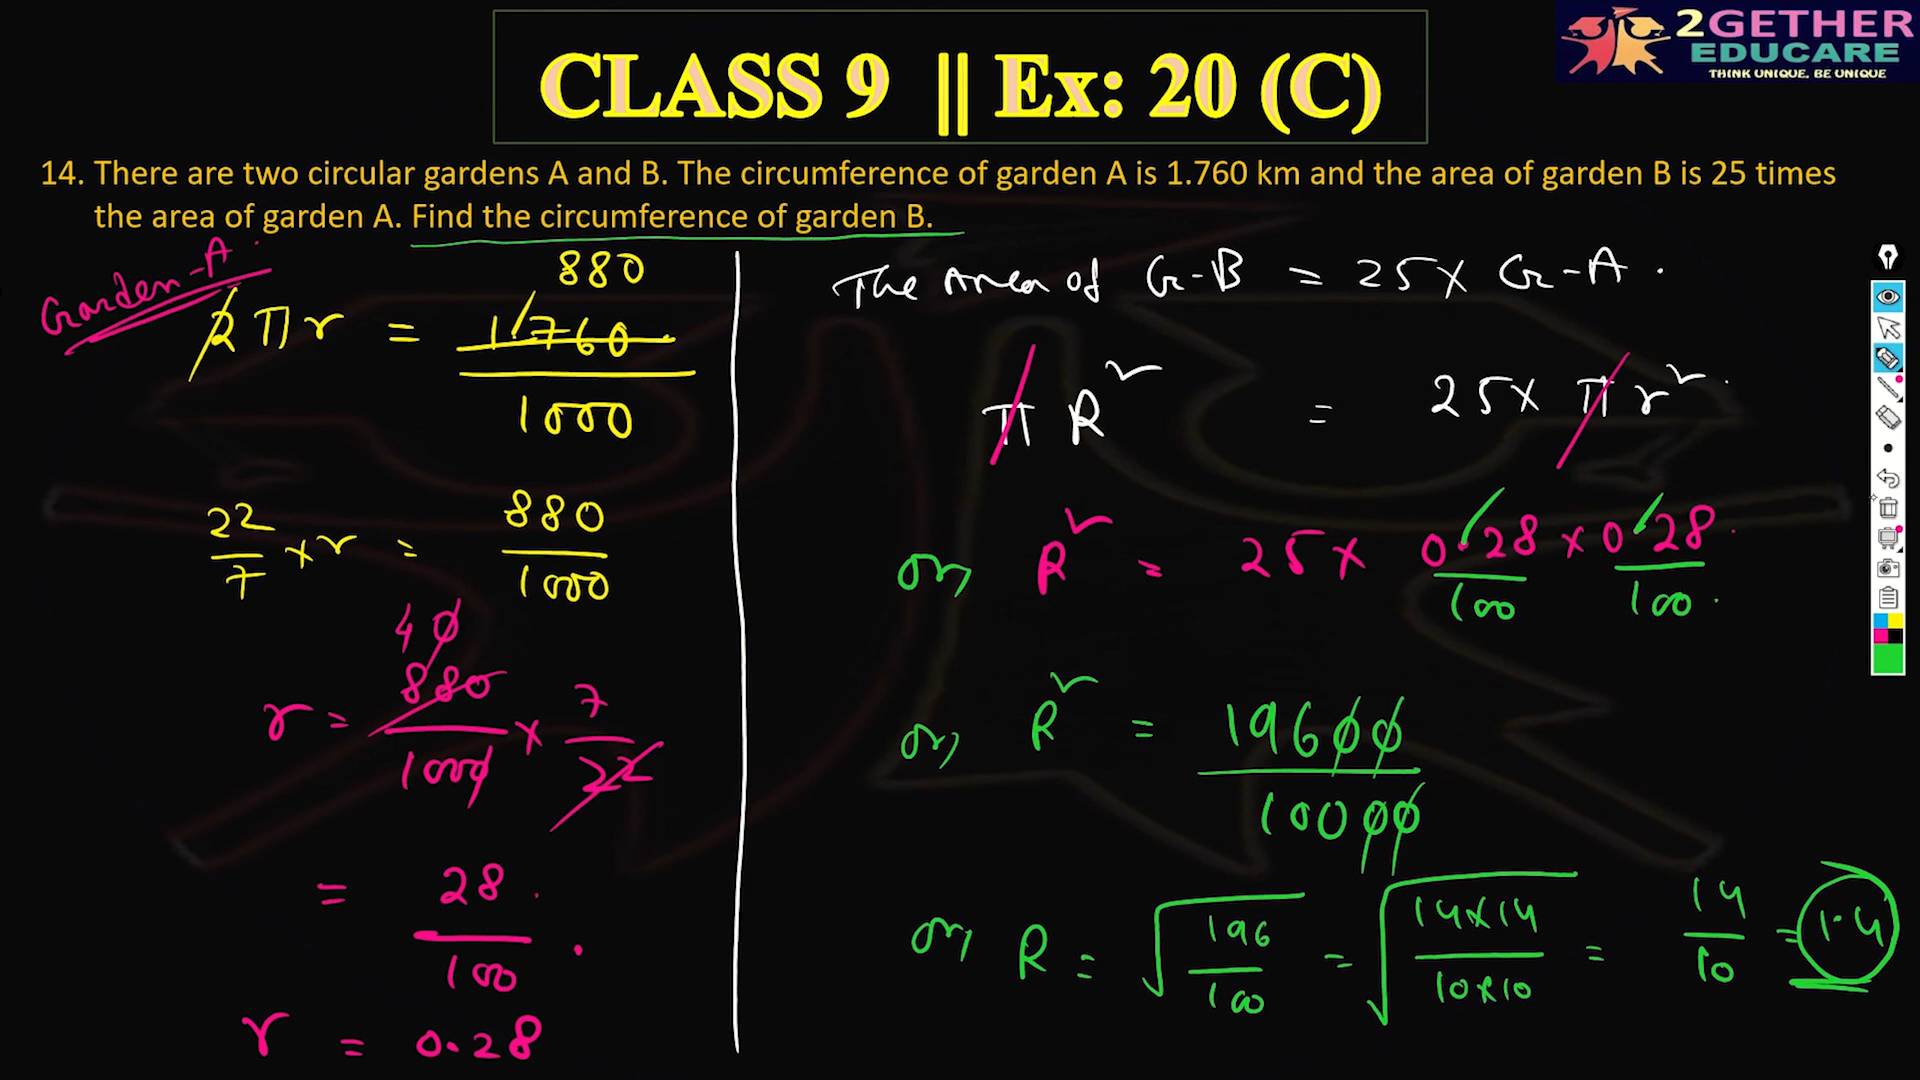 2GETHER
EDUCARE
THINK UNIQUE. BE UNIQUE
CLASS 9 || Ex: 20 (C)
14. There are two circular gardens A and B. The circumference of garden A is 1.760 km and the area of garden B is 25 times
the area of garden A. Find the circumference of garden B.
Garden-A
880
2πr = 1.760
1000
22/7 × r = 880/1000
40
r = 880/1000 × 7/22
= 28/100 .
r = 0.28
The Area of G-B = 25 × G-A .
πR² = 25 × πr² .
or, R² = 25 × 0.28/100 × 0.28/100 .
or, R² = 19600/10000
or, R = √196/100 = √14×14/10×10 = 14/10 = 1.4